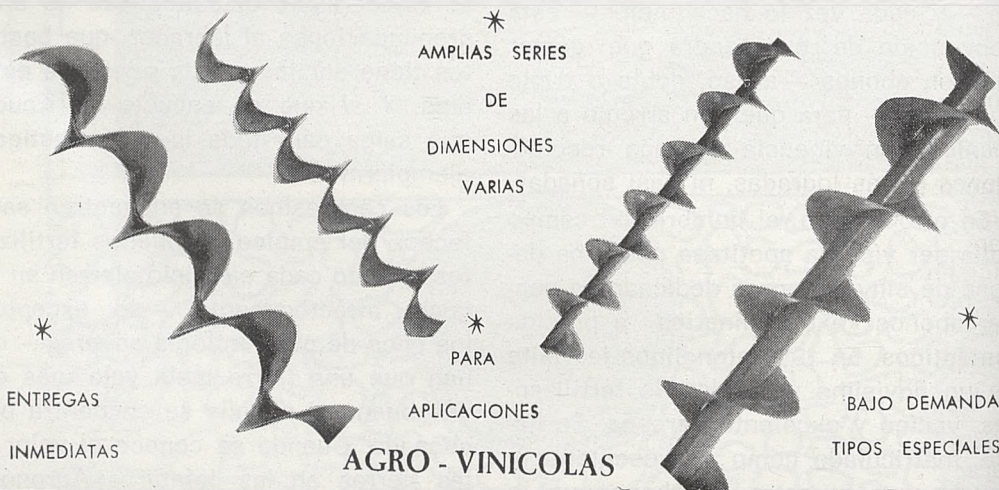 *
AMPLIAS SERIES
DE
DIMENSIONES
VARIAS
*
ENTREGAS
INMEDIATAS
*
PARA
APLICACIONES
AGRO - VINICOLAS
*
BAJO DEMANDA
TIPOS ESPECIALES